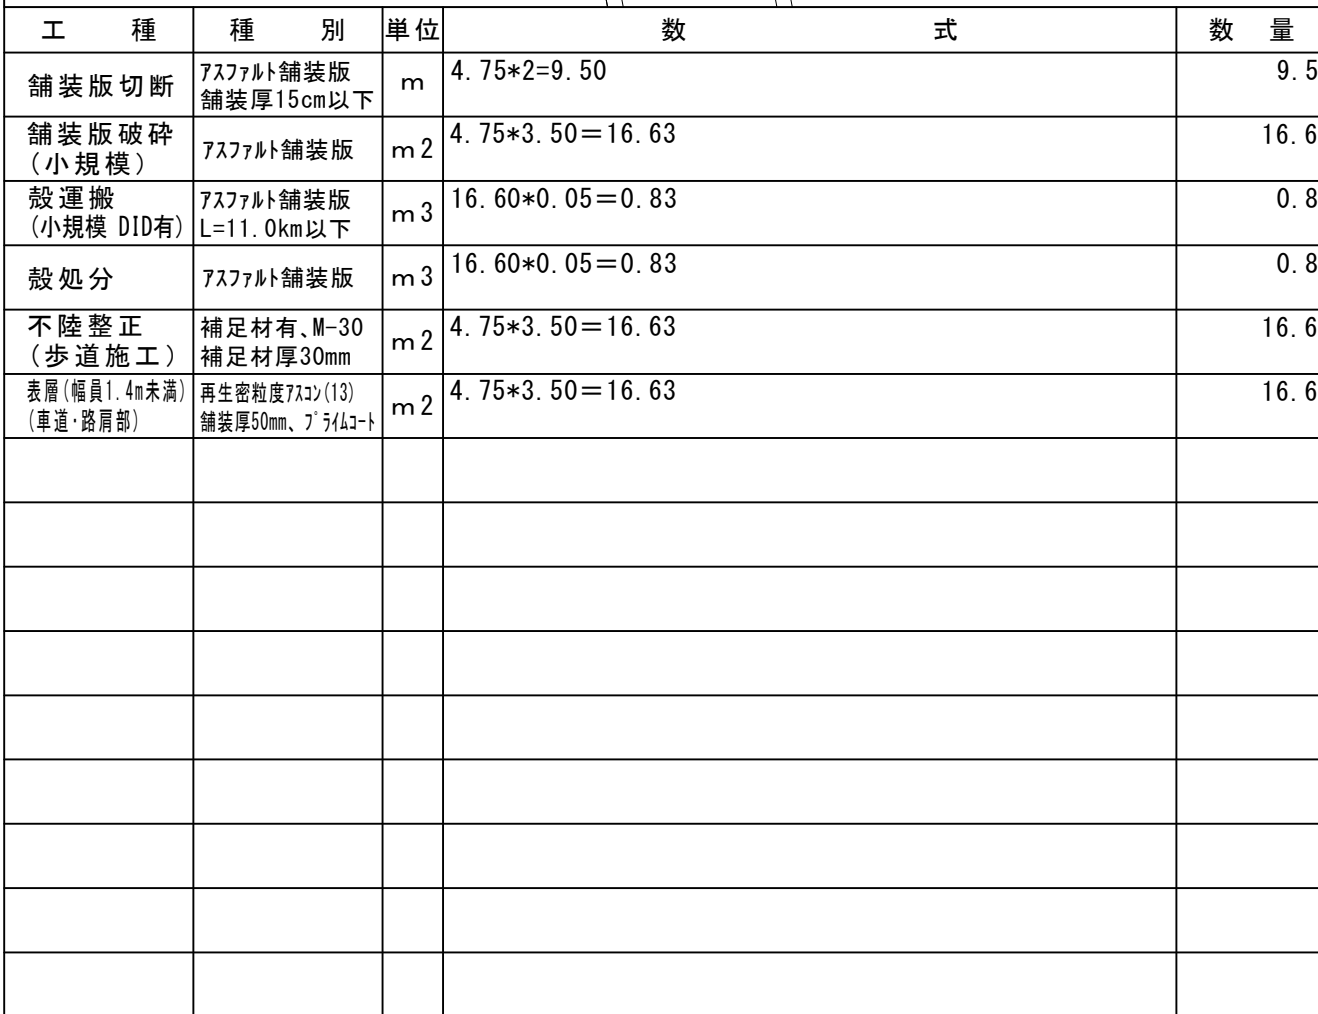 工 種 種 別 単位 数 式 数 量
舗装版切断 ｱｽﾌｧﾙﾄ舗装版 舗装厚15cm以下 ｍ 4.75*2=9.50 9.5
舗装版破砕 (小規模) ｱｽﾌｧﾙﾄ舗装版 ｍ2 4.75*3.50＝16.63 16.6
殻運搬 (小規模 DID有) ｱｽﾌｧﾙﾄ舗装版 L=11.0km以下 ｍ3 16.60*0.05＝0.83 0.8
殻処分 ｱｽﾌｧﾙﾄ舗装版 ｍ3 16.60*0.05＝0.83 0.8
不陸整正 (歩道施工) 補足材有､M-30 補足材厚30mm ｍ2 4.75*3.50＝16.63 16.6
表層(幅員1.4m未満) (車道･路肩部) 再生密粒度ｱｽｺﾝ(13) 舗装厚50mm、ﾌﾟﾗｲﾑｺｰﾄ ｍ2 4.75*3.50＝16.63 16.6